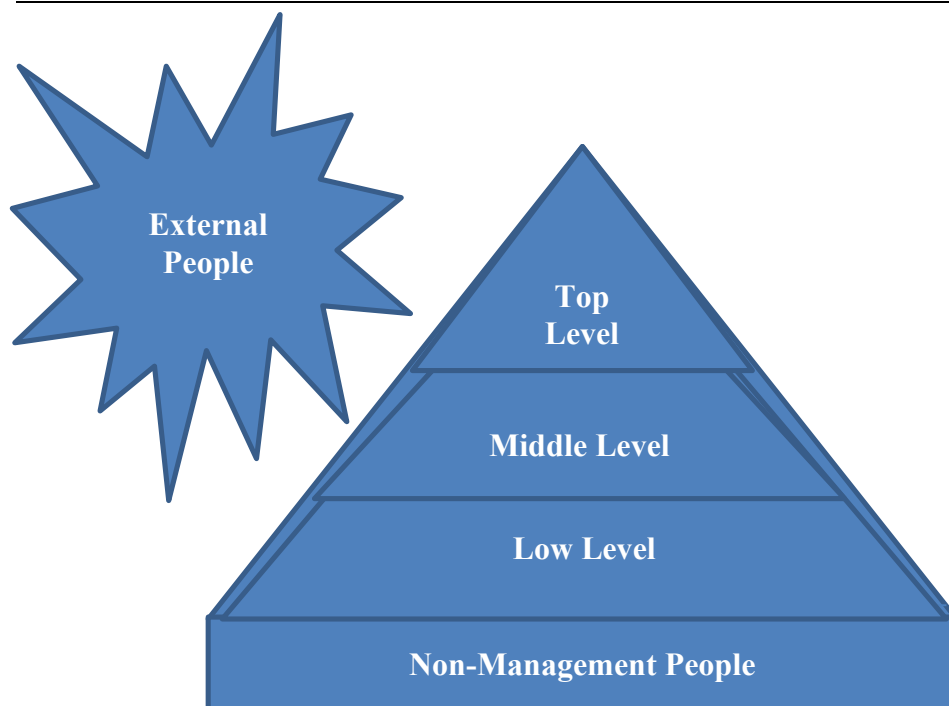 External
People
Top
Level
Middle Level
Low Level
Non-Management People